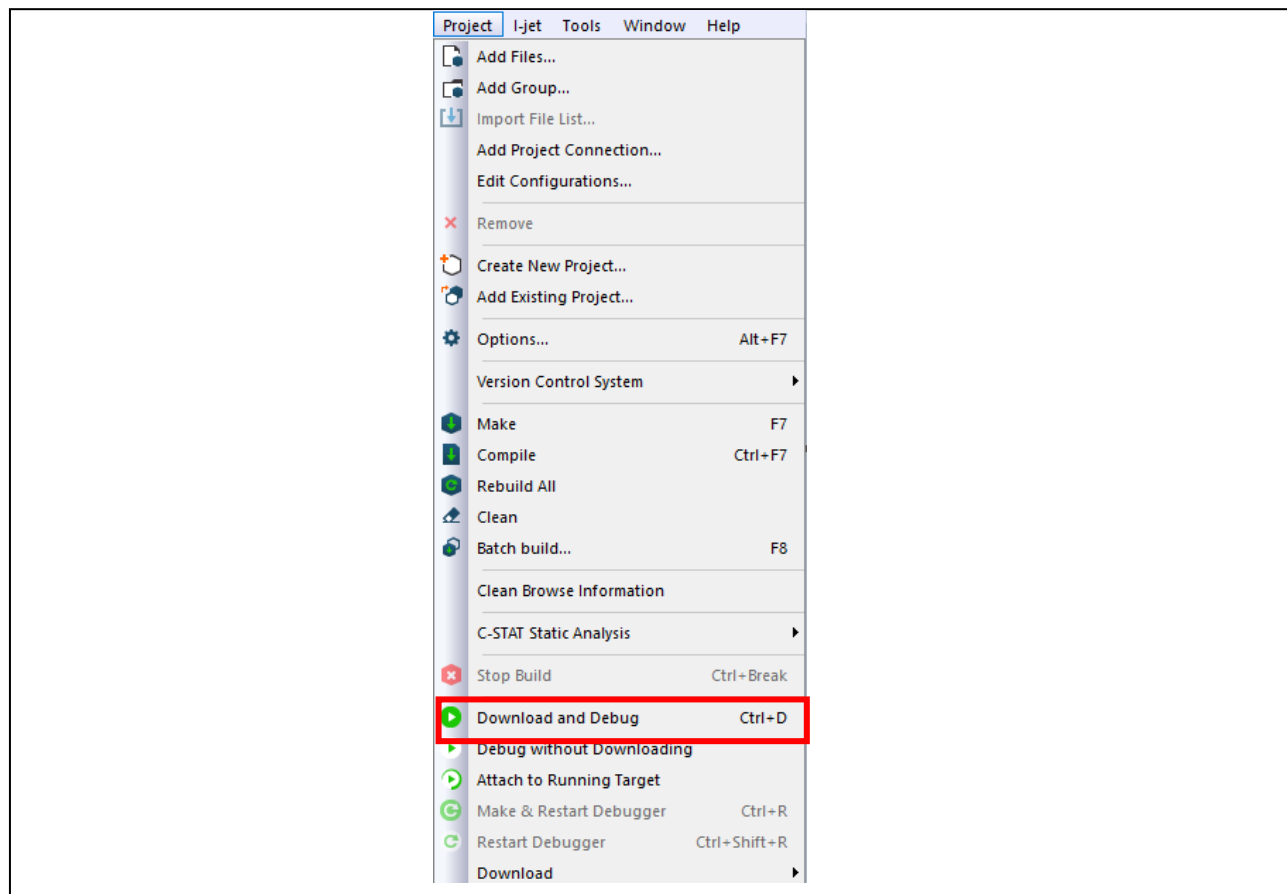 Project I-jet Tools Window Help
Add Files...
Add Group...
Import File List...
Add Project Connection...
Edit Configurations...
Remove
Create New Project...
Add Existing Project...
Options... Alt+F7
Version Control System
Make F7
Compile Ctrl+F7
Rebuild All
Clean
Batch build... F8
Clean Browse Information
C-STAT Static Analysis
Stop Build Ctrl+Break
Download and Debug Ctrl+D
Debug without Downloading
Attach to Running Target
Make & Restart Debugger Ctrl+R
Restart Debugger Ctrl+Shift+R
Download